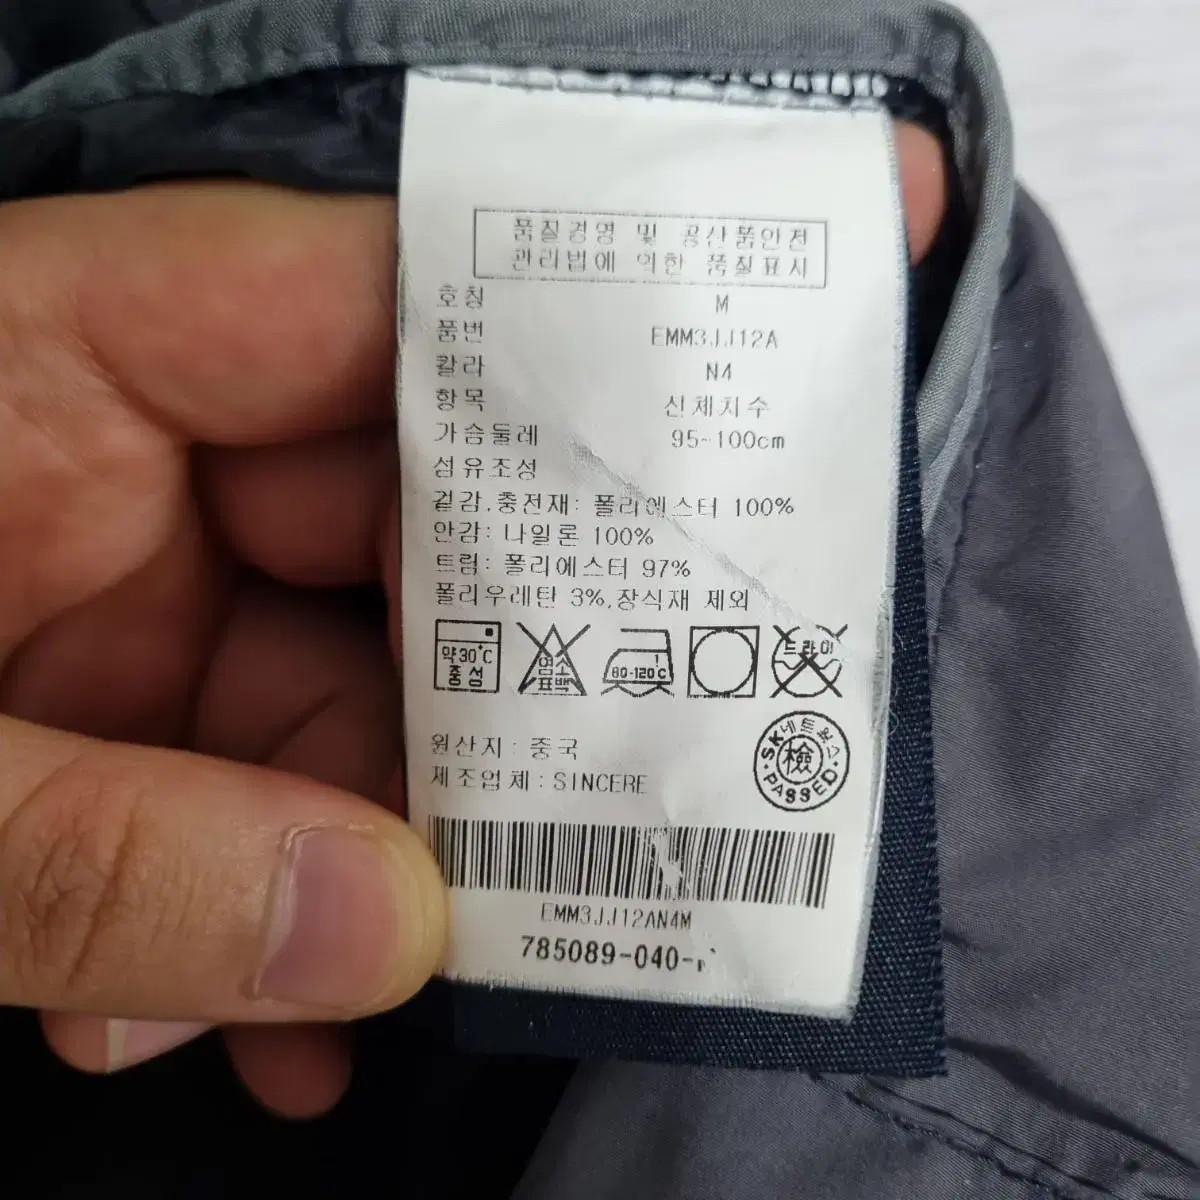 품질경영 및 공산품안전
관리법에 의한 품질표시
호칭 M
품번 EMM3JJ12A
칼라 N4
항목 신체치수
가슴둘레 95~100cm
섬유조성
겉감,충전재: 폴리에스터 100%
안감: 나일론 100%
트림: 폴리에스터 97%
폴리우레탄 3%,장식재 제외
약30℃
중성
염소
표백
80-120℃
드라이
SK네트웍스
檢
PASSED
원산지: 중국
제조업체: SINCERE
EMM3JJ12AN4M
785089-040-